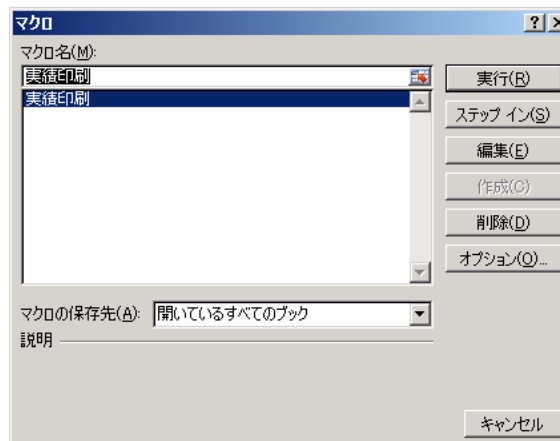 マクロ
マクロ名(M):
実績印刷
実績印刷
実行(R)
ステップ イン(S)
編集(E)
作成(C)
削除(D)
オプション(O)...
マクロの保存先(A):
開いているすべてのブック
説明
キャンセル